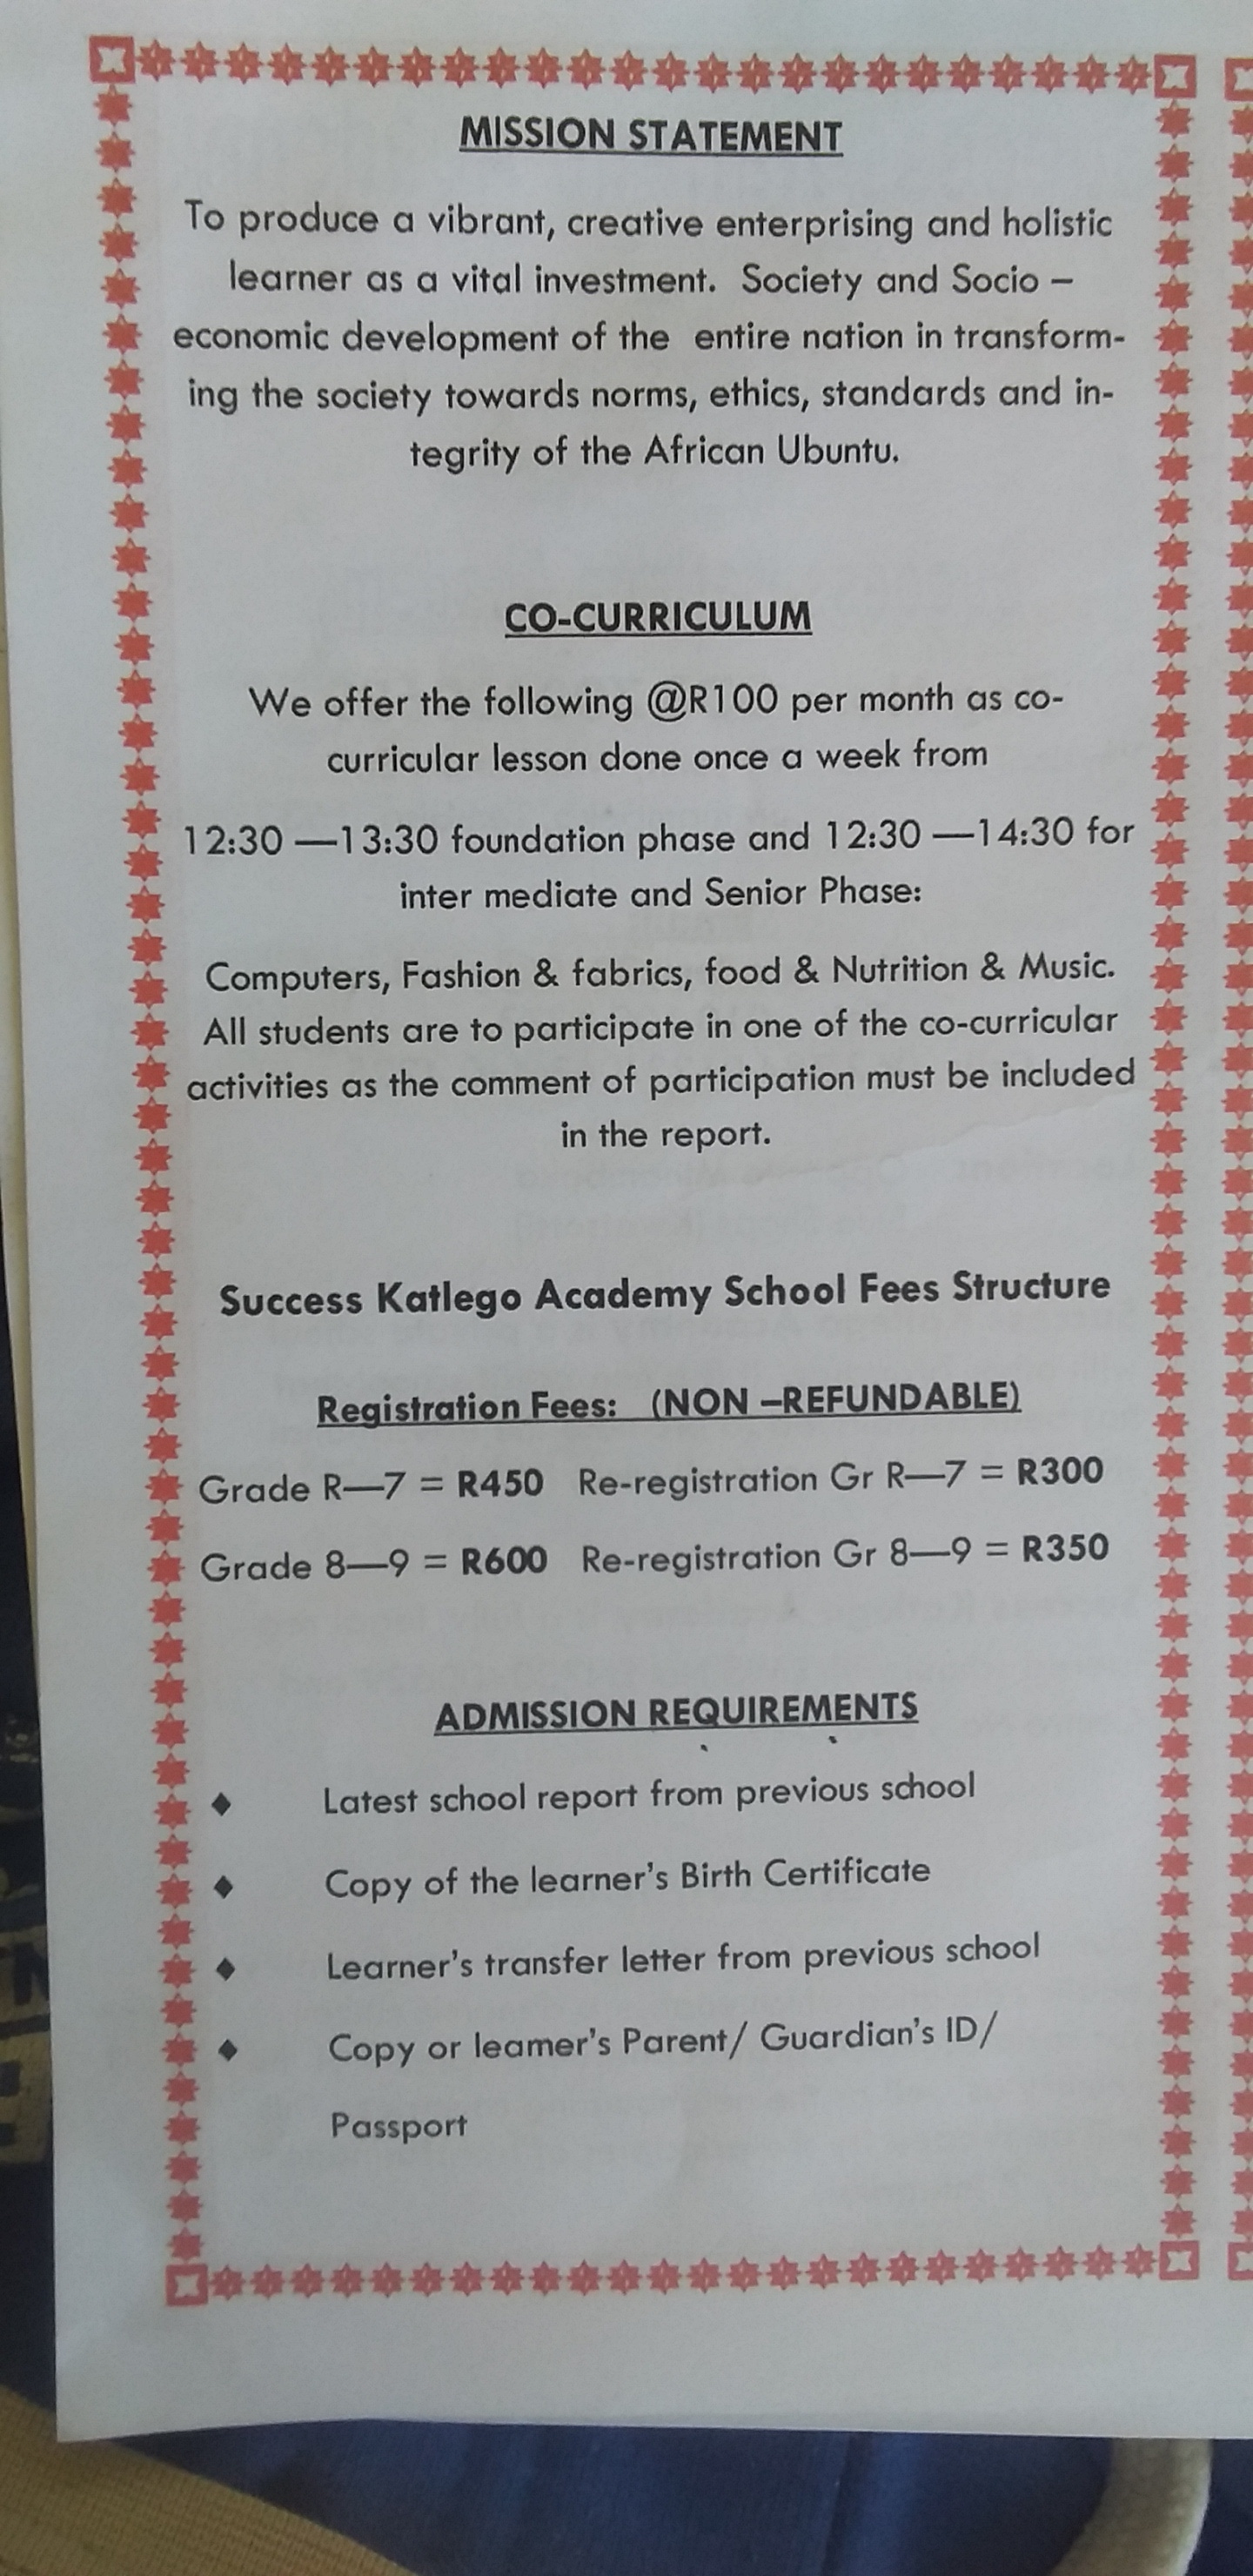 MISSION STATEMENT
To produce a vibrant, creative enterprising and holistic
learner as a vital investment. Society and Socio –
economic development of the entire nation in transform-
ing the society towards norms, ethics, standards and in-
tegrity of the African Ubuntu.
CO-CURRICULUM
We offer the following @R100 per month as co-
curricular lesson done once a week from
12:30 —13:30 foundation phase and 12:30 —14:30 for
inter mediate and Senior Phase:
Computers, Fashion & fabrics, food & Nutrition & Music.
All students are to participate in one of the co-curricular
activities as the comment of participation must be included
in the report.
Success Katlego Academy School Fees Structure
Registration Fees: (NON –REFUNDABLE)
Grade R—7 = R450 Re-registration Gr R—7 = R300
Grade 8—9 = R600 Re-registration Gr 8—9 = R350
ADMISSION REQUIREMENTS
♦ Latest school report from previous school
♦ Copy of the learner's Birth Certificate
♦ Learner's transfer letter from previous school
♦ Copy or leamer's Parent/ Guardian's ID/
Passport